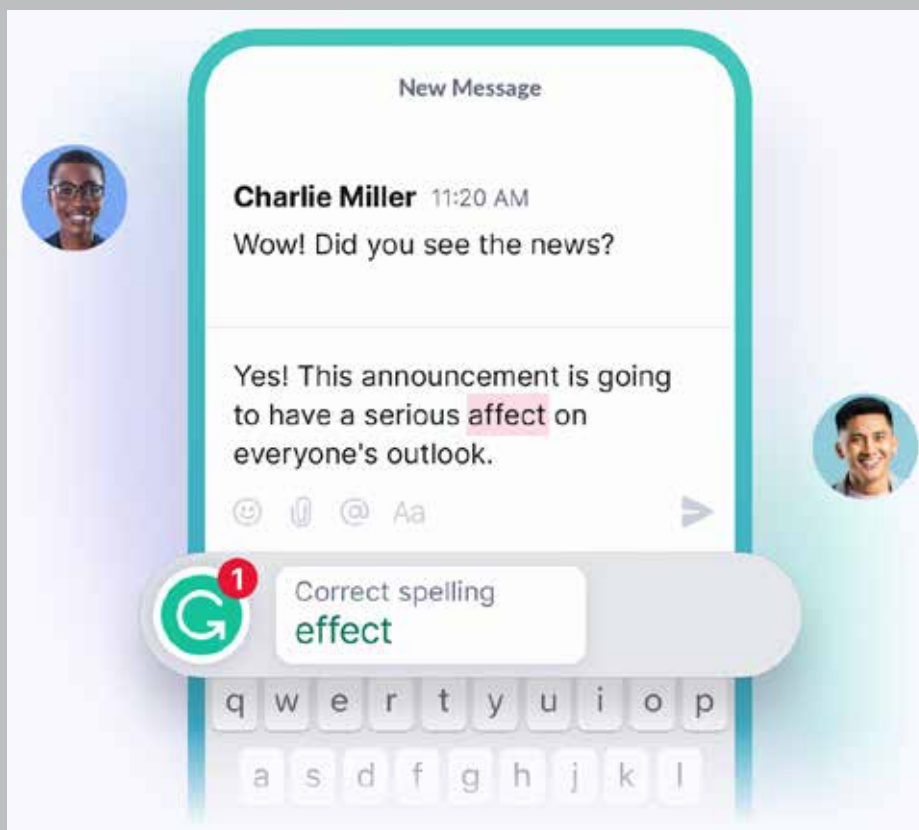 New Message
Charlie Miller 11:20 AM
Wow! Did you see the news?
Yes! This announcement is going
to have a serious affect on
everyone's outlook.
@ Aa
1
Correct spelling
effect
q w e r t y u i o p
a s d f g h j k l